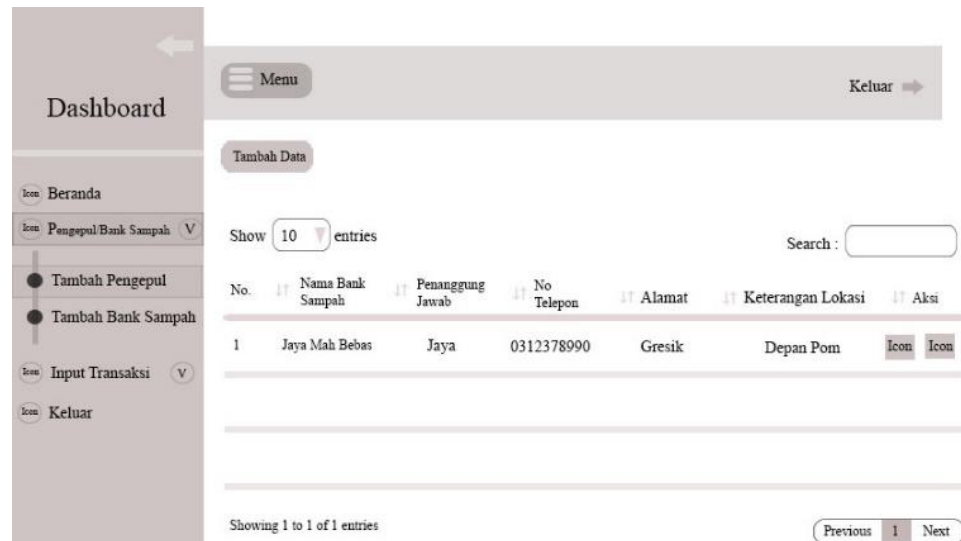 Dashboard
Icon Beranda
Icon Pengepul/Bank Sampah V
Tambah Pengepul
Tambah Bank Sampah
Icon Input Transaksi V
Icon Keluar
Menu
Keluar
Tambah Data
Show 10 entries
Search :
No. Nama Bank Sampah Penanggung Jawab No Telepon Alamat Keterangan Lokasi Aksi
1 Jaya Mah Bebas Jaya 0312378990 Gresik Depan Pom Icon Icon
Showing 1 to 1 of 1 entries
Previous 1 Next